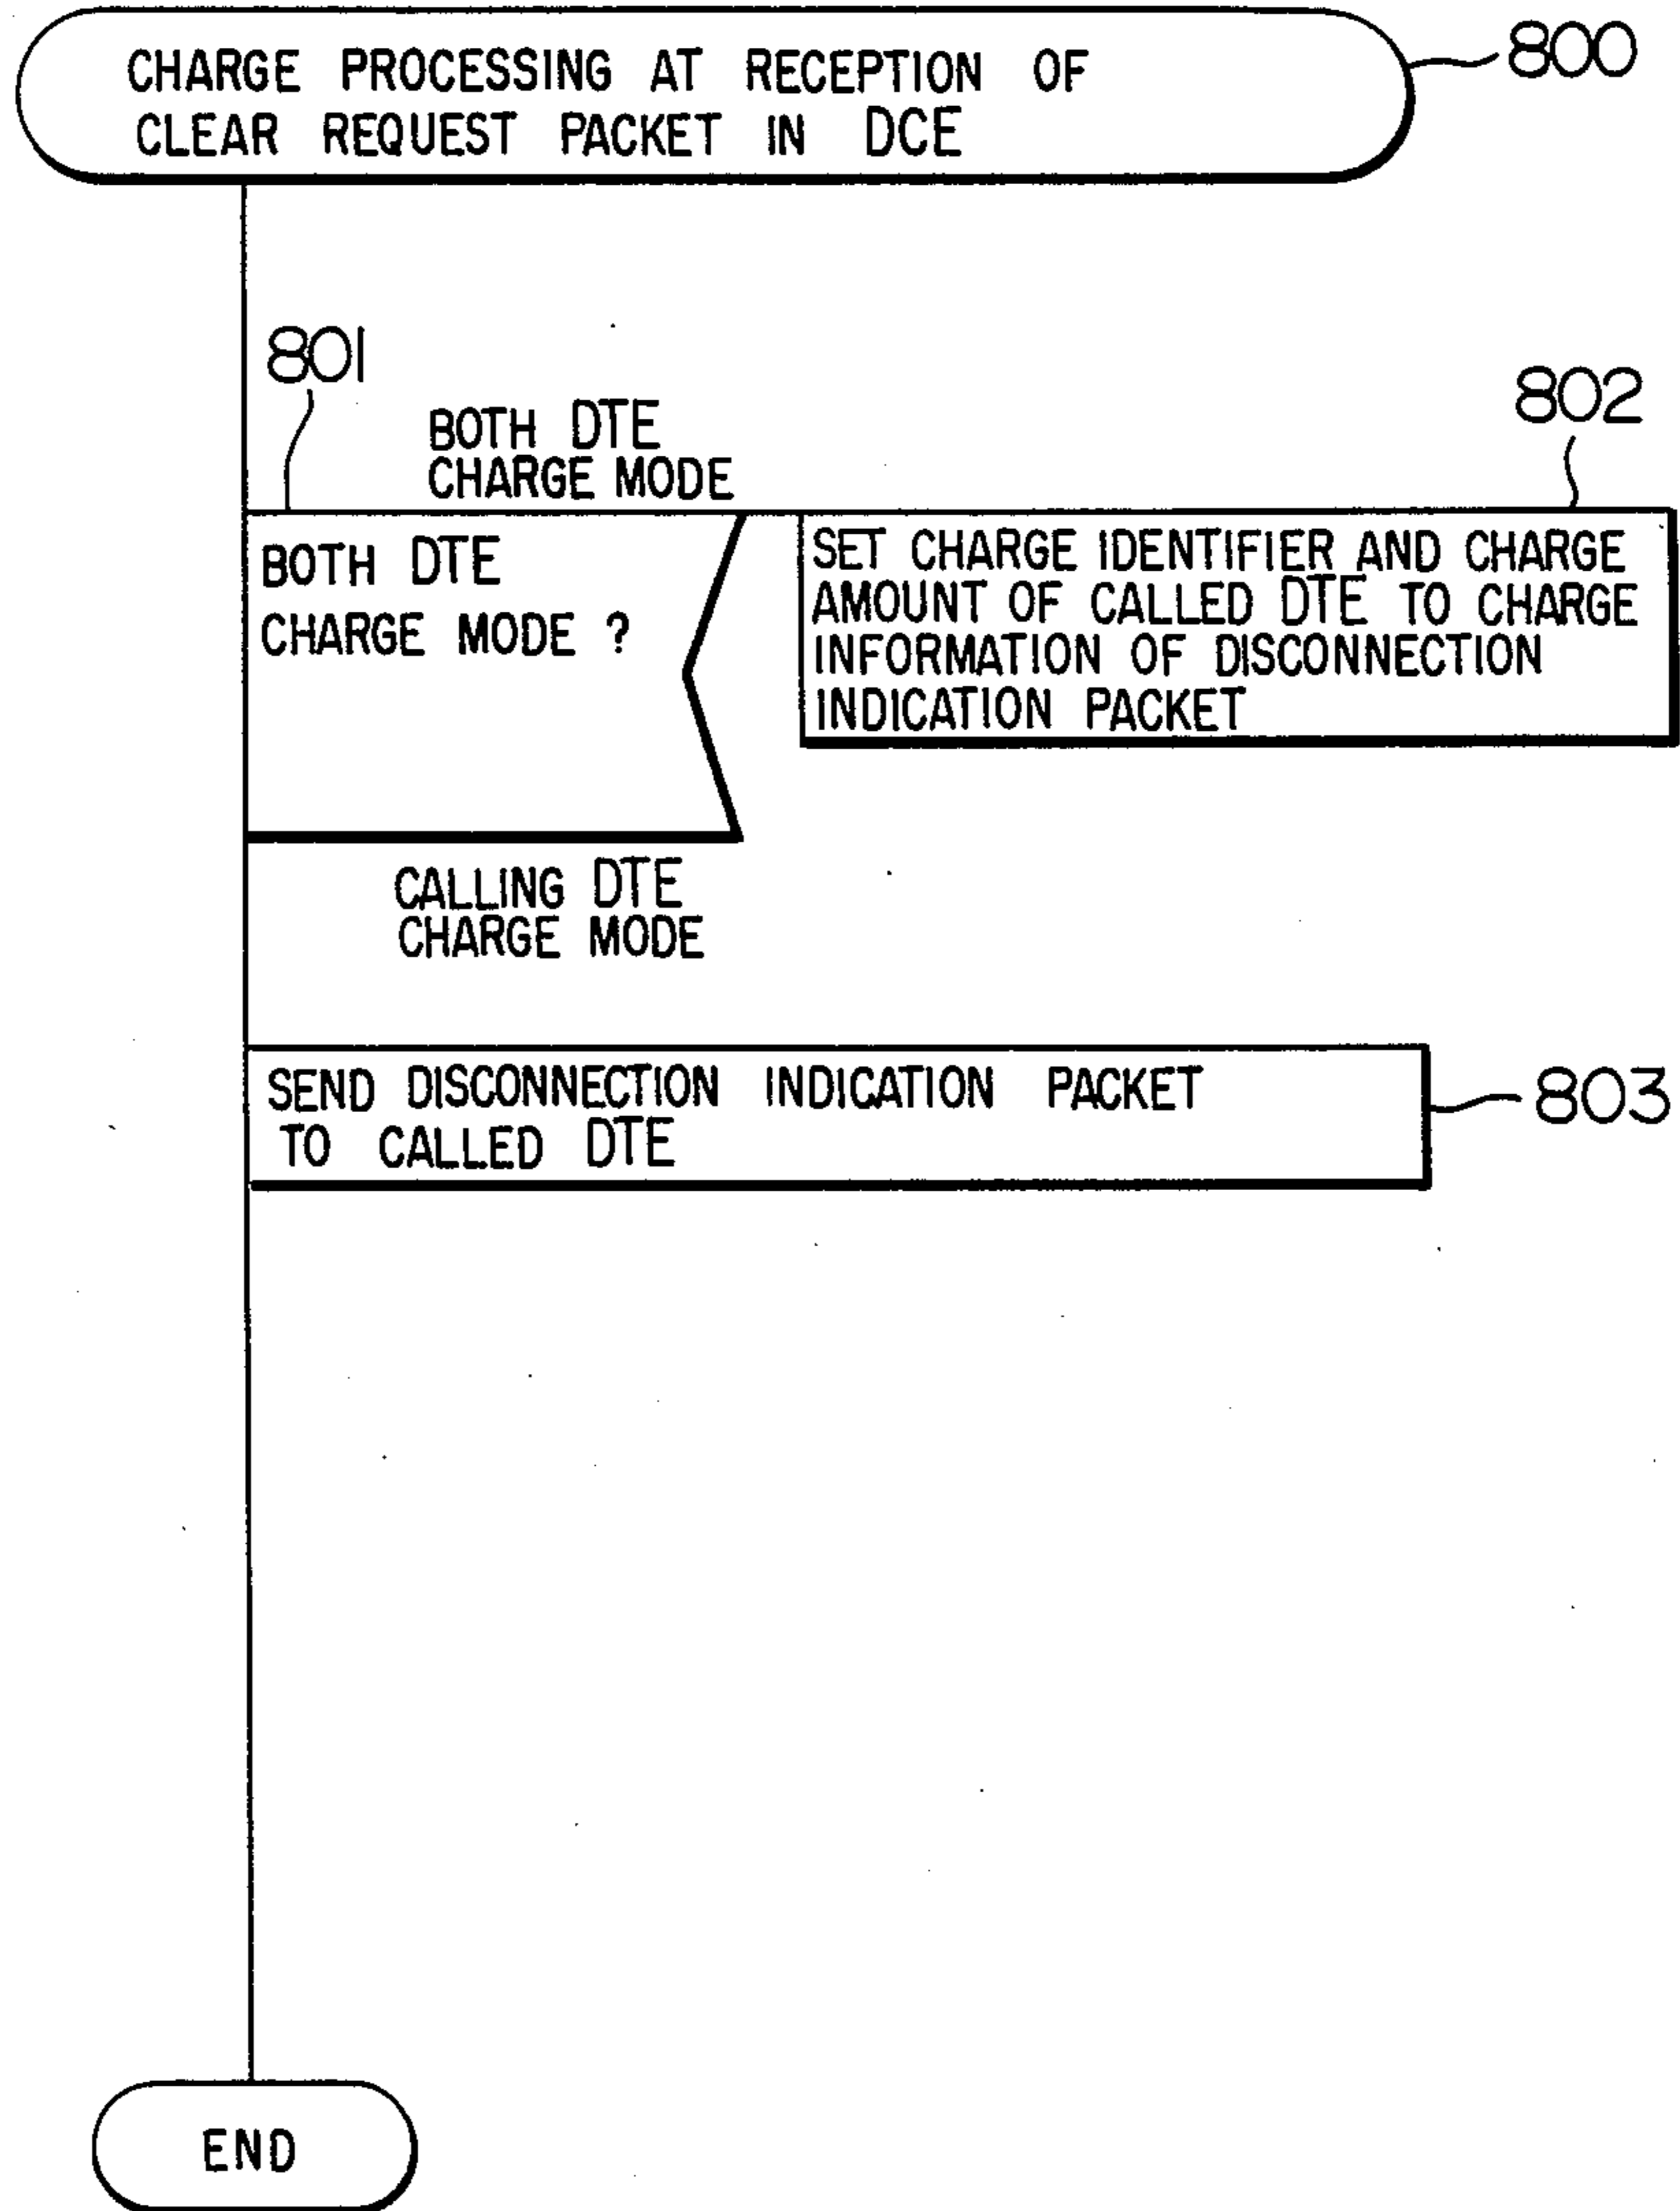 CHARGE PROCESSING AT RECEPTION OF
CLEAR REQUEST PACKET IN DCE
800
801
BOTH DTE
CHARGE MODE
802
BOTH DTE
CHARGE MODE ?
SET CHARGE IDENTIFIER AND CHARGE
AMOUNT OF CALLED DTE TO CHARGE
INFORMATION OF DISCONNECTION
INDICATION PACKET
CALLING DTE
CHARGE MODE
SEND DISCONNECTION INDICATION PACKET
TO CALLED DTE
803
END